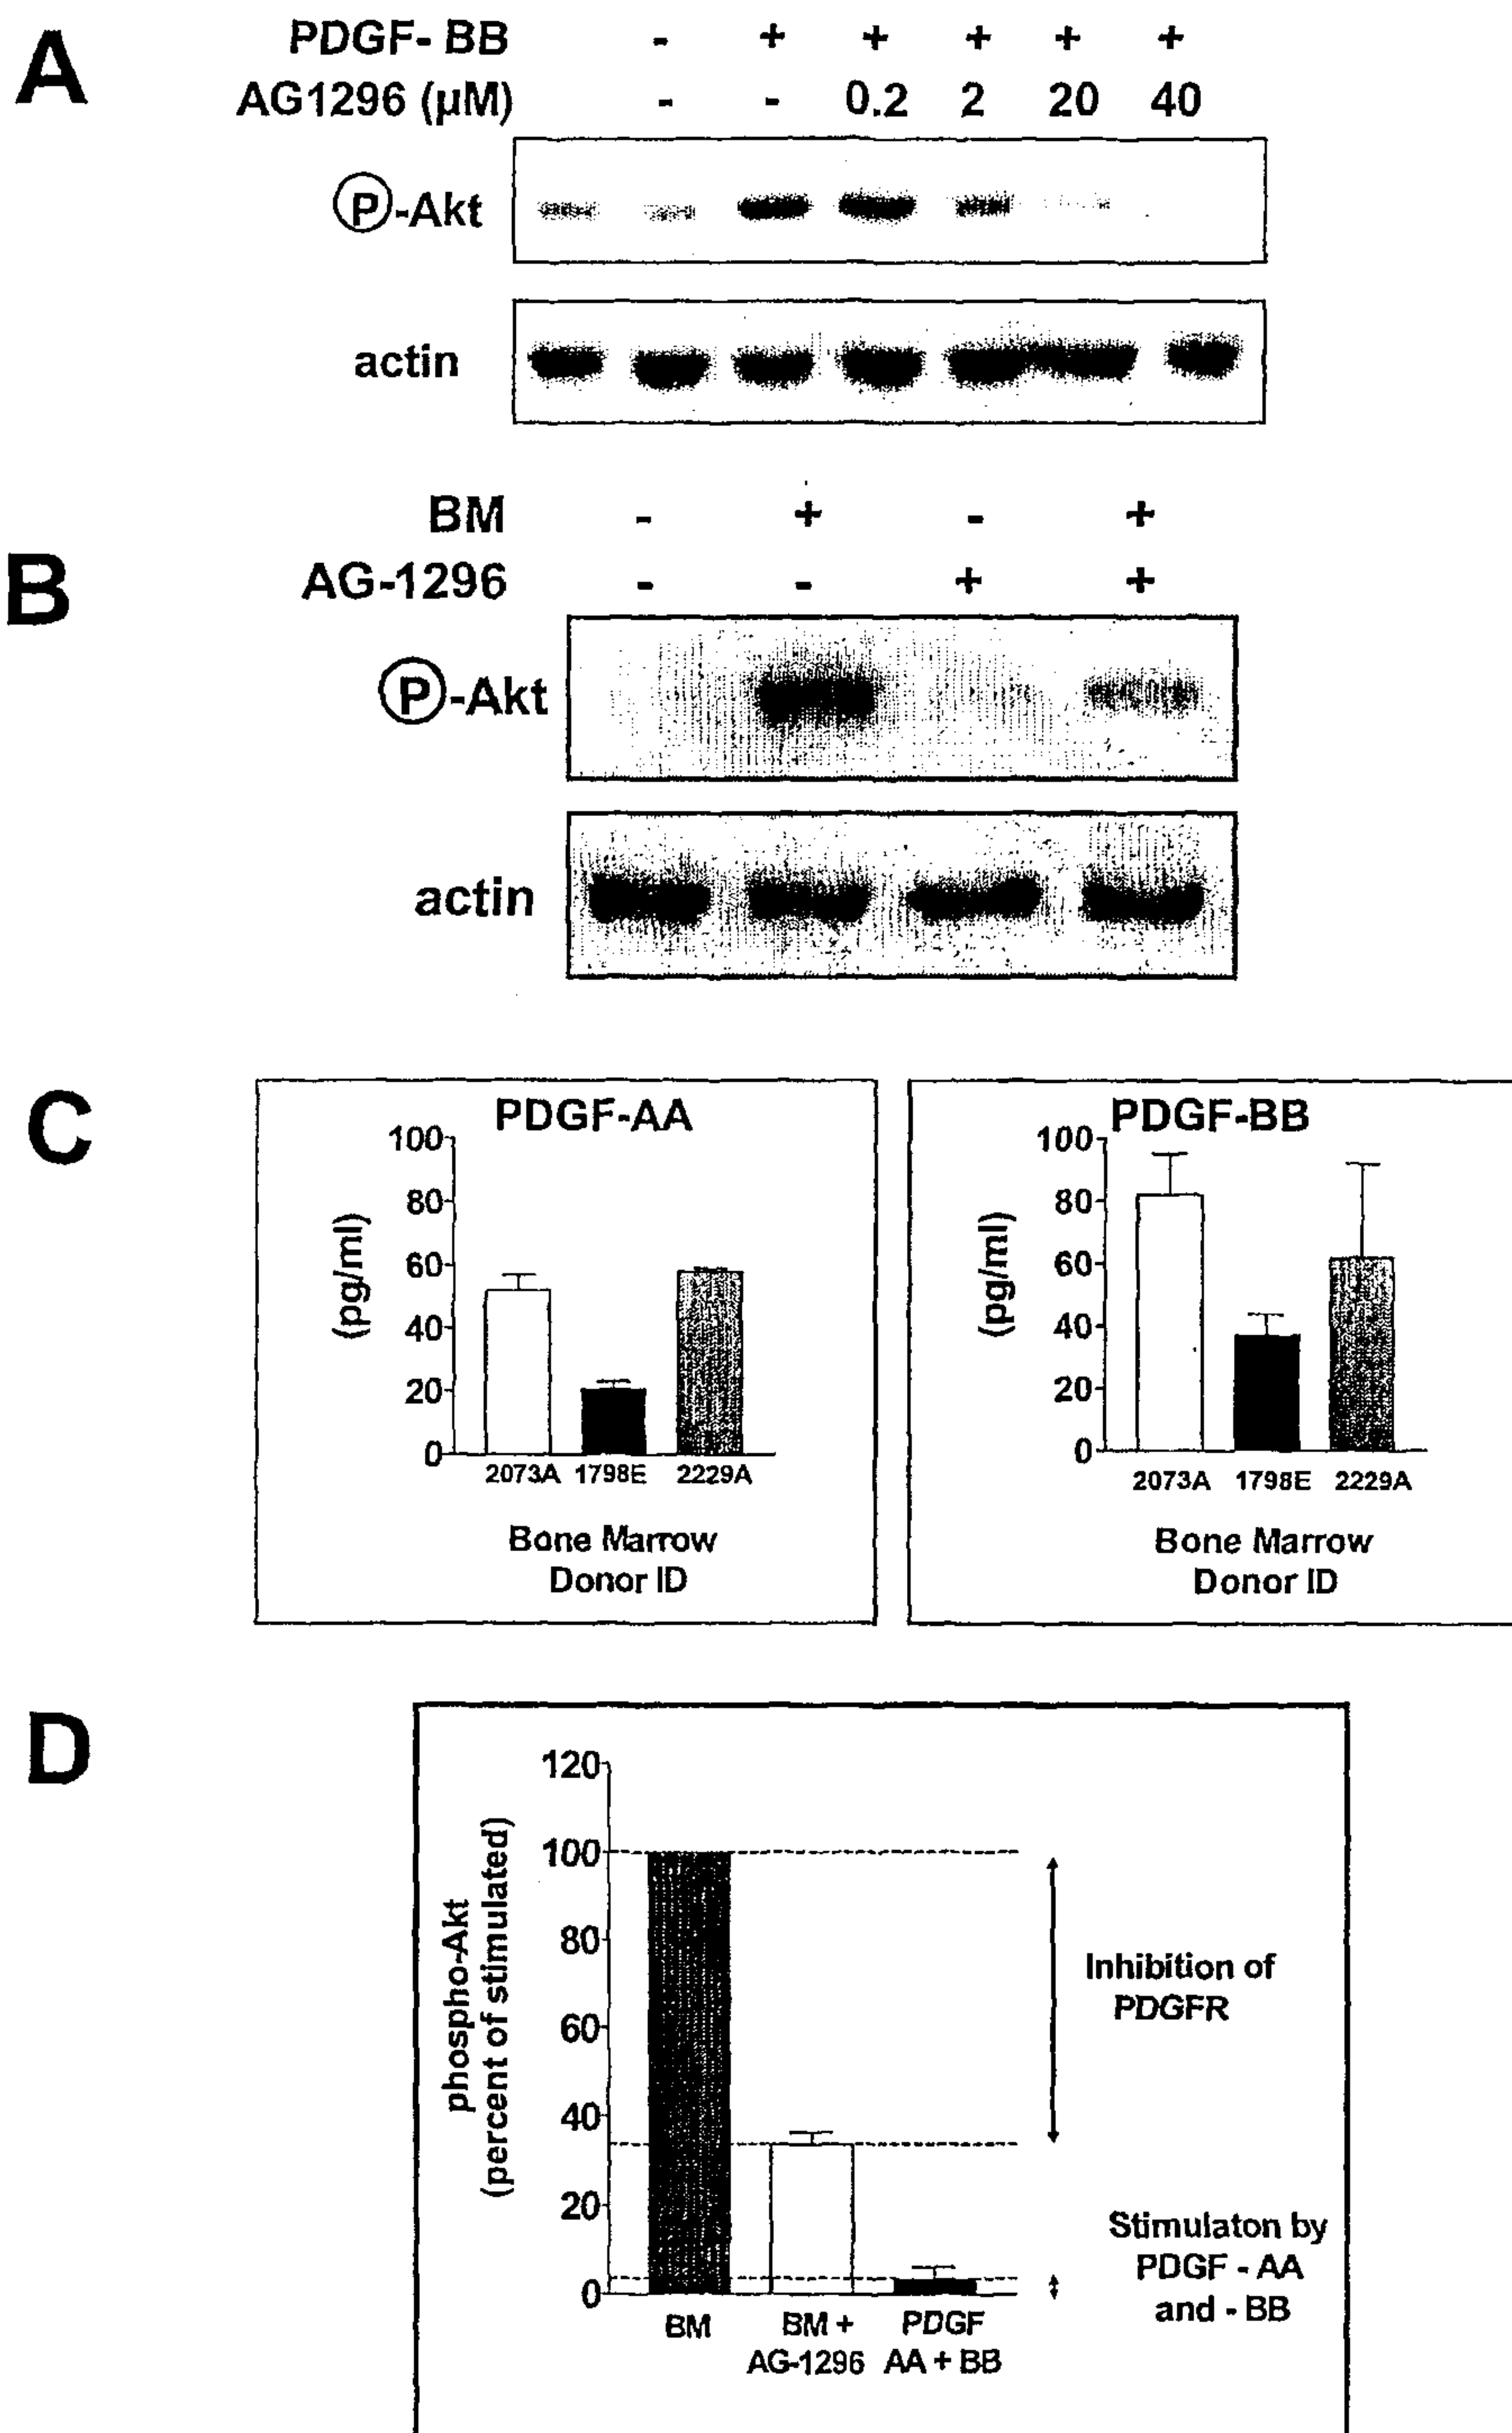 A
PDGF- BB - + + + + +
AG1296 (µM) - - 0.2 2 20 40
P-Akt
actin
B
BM - + - +
AG-1296 - - + +
P-Akt
actin
C
PDGF-AA
(pg/ml)
100
80
60
40
20
0
2073A 1798E 2229A
Bone Marrow
Donor ID
PDGF-BB
(pg/ml)
100
80
60
40
20
0
2073A 1798E 2229A
Bone Marrow
Donor ID
D
phospho-Akt
(percent of stimulated)
120
100
80
60
40
20
0
BM
BM +
AG-1296
PDGF
AA + BB
Inhibition of
PDGFR
Stimulaton by
PDGF - AA
and - BB